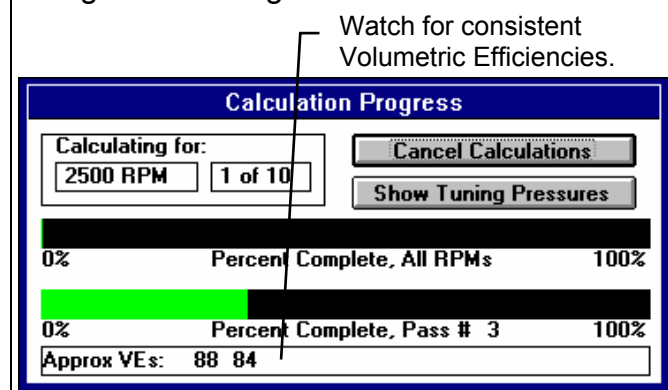 Watch for consistent
Volumetric Efficiencies.
Calculation Progress
Calculating for:
2500 RPM 1 of 10
Cancel Calculations
Show Tuning Pressures
0% Percent Complete, All RPMs 100%
0% Percent Complete, Pass # 3 100%
Approx VEs: 88 84